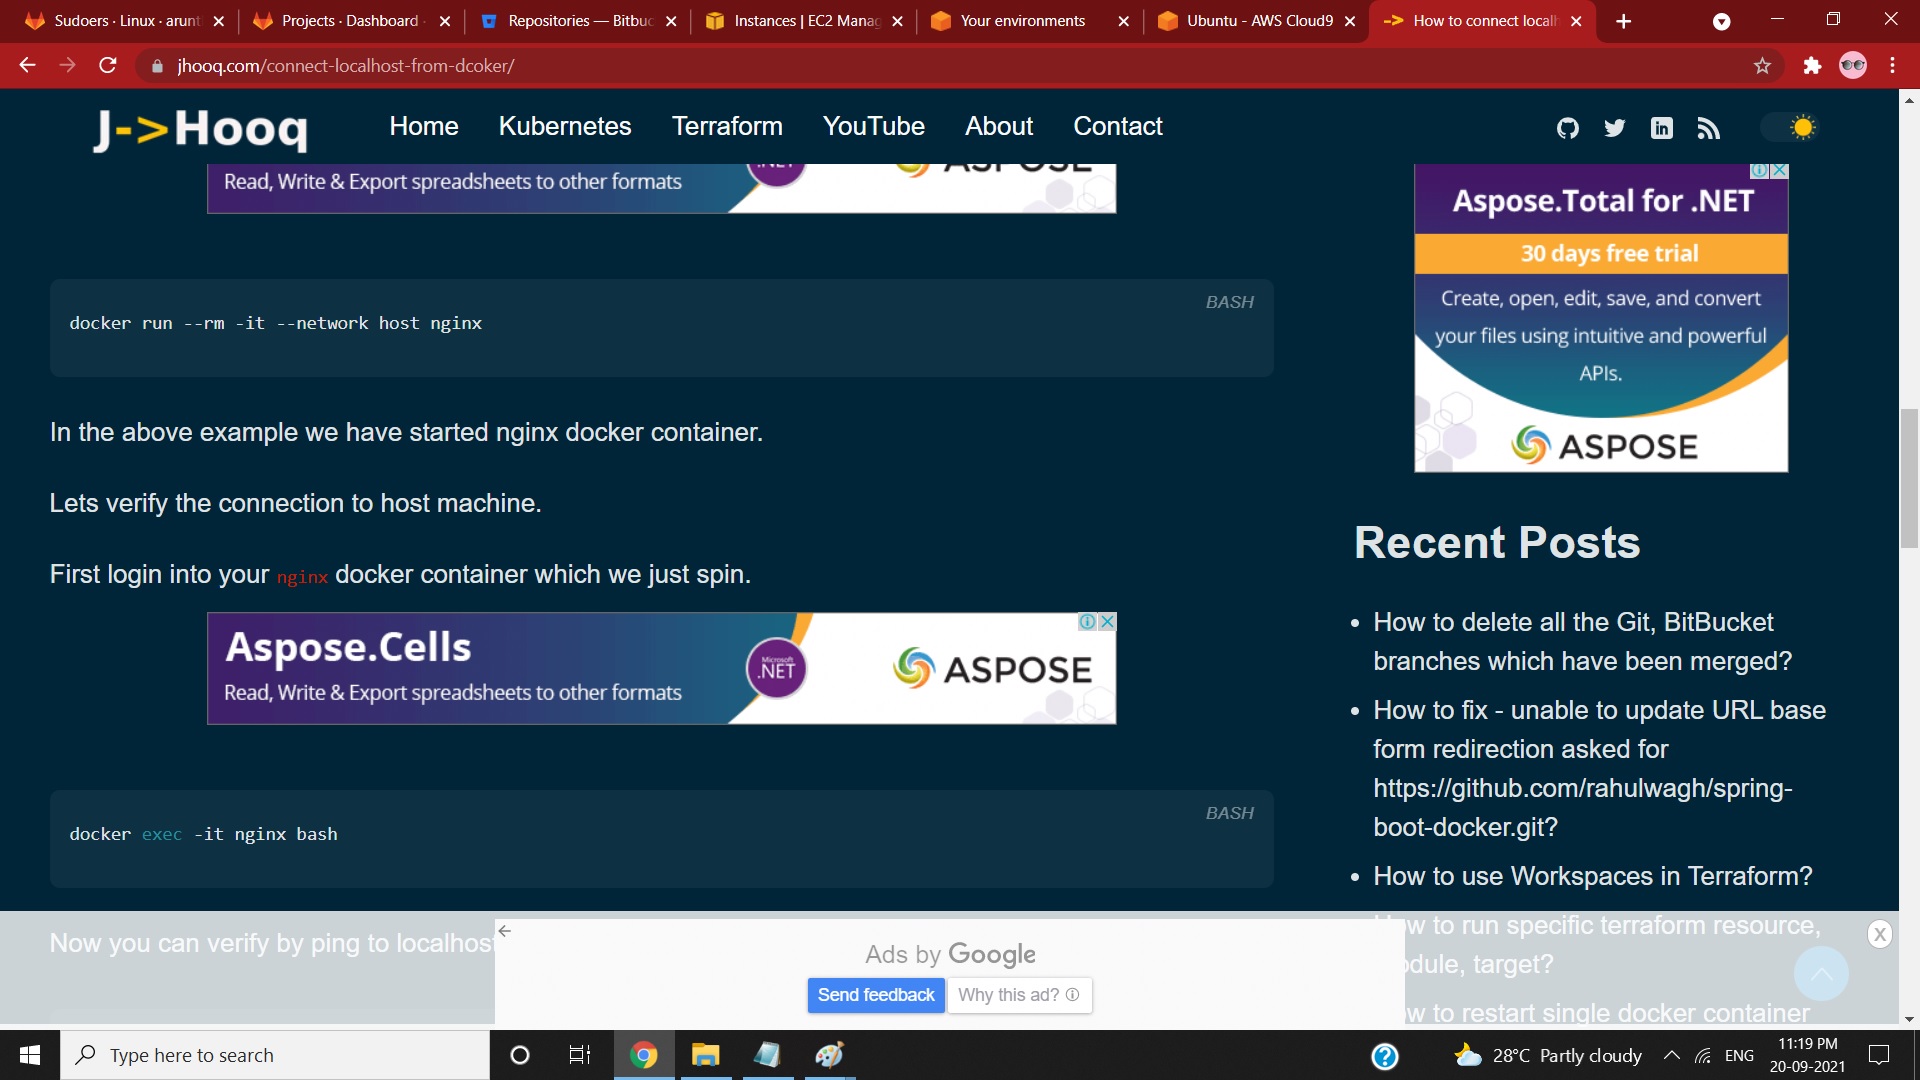 Sudoers · Linux · arunt
Projects · Dashboard ·
Repositories — Bitbuc
Instances | EC2 Manag
Your environments
Ubuntu - AWS Cloud9
How to connect localh
jhooq.com/connect-localhost-from-dcoker/
J->Hooq
Home
Kubernetes
Terraform
YouTube
About
Contact
.NET
ASPOSE
Read, Write & Export spreadsheets to other formats
Aspose.Total for .NET
30 days free trial
Create, open, edit, save, and convert
your files using intuitive and powerful
APIs.
ASPOSE
BASH
docker run --rm -it --network host nginx
In the above example we have started nginx docker container.
Lets verify the connection to host machine.
First login into your nginx docker container which we just spin.
Aspose.Cells
Read, Write & Export spreadsheets to other formats
Microsoft
.NET
ASPOSE
BASH
docker exec -it nginx bash
Now you can verify by ping to localhost
Recent Posts
How to delete all the Git, BitBucket
branches which have been merged?
How to fix - unable to update URL base
form redirection asked for
https://github.com/rahulwagh/spring-
boot-docker.git?
How to use Workspaces in Terraform?
w to run specific terraform resource,
dule, target?
w to restart single docker container
X
Ads by Google
Send feedback
Why this ad?
Type here to search
28°C Partly cloudy
ENG
11:19 PM
20-09-2021